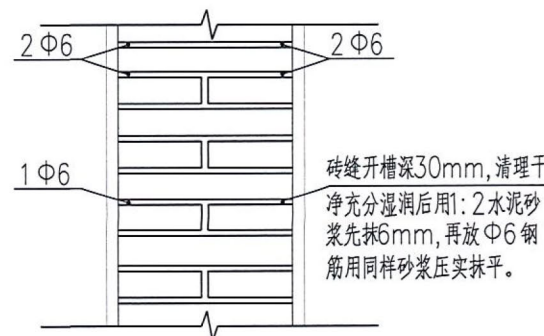 2Φ6
2Φ6
1Φ6
砖缝开槽深30mm,清理干
净充分湿润后用1:2水泥砂
浆先抹6mm,再放Φ6钢
筋用同样砂浆压实抹平。